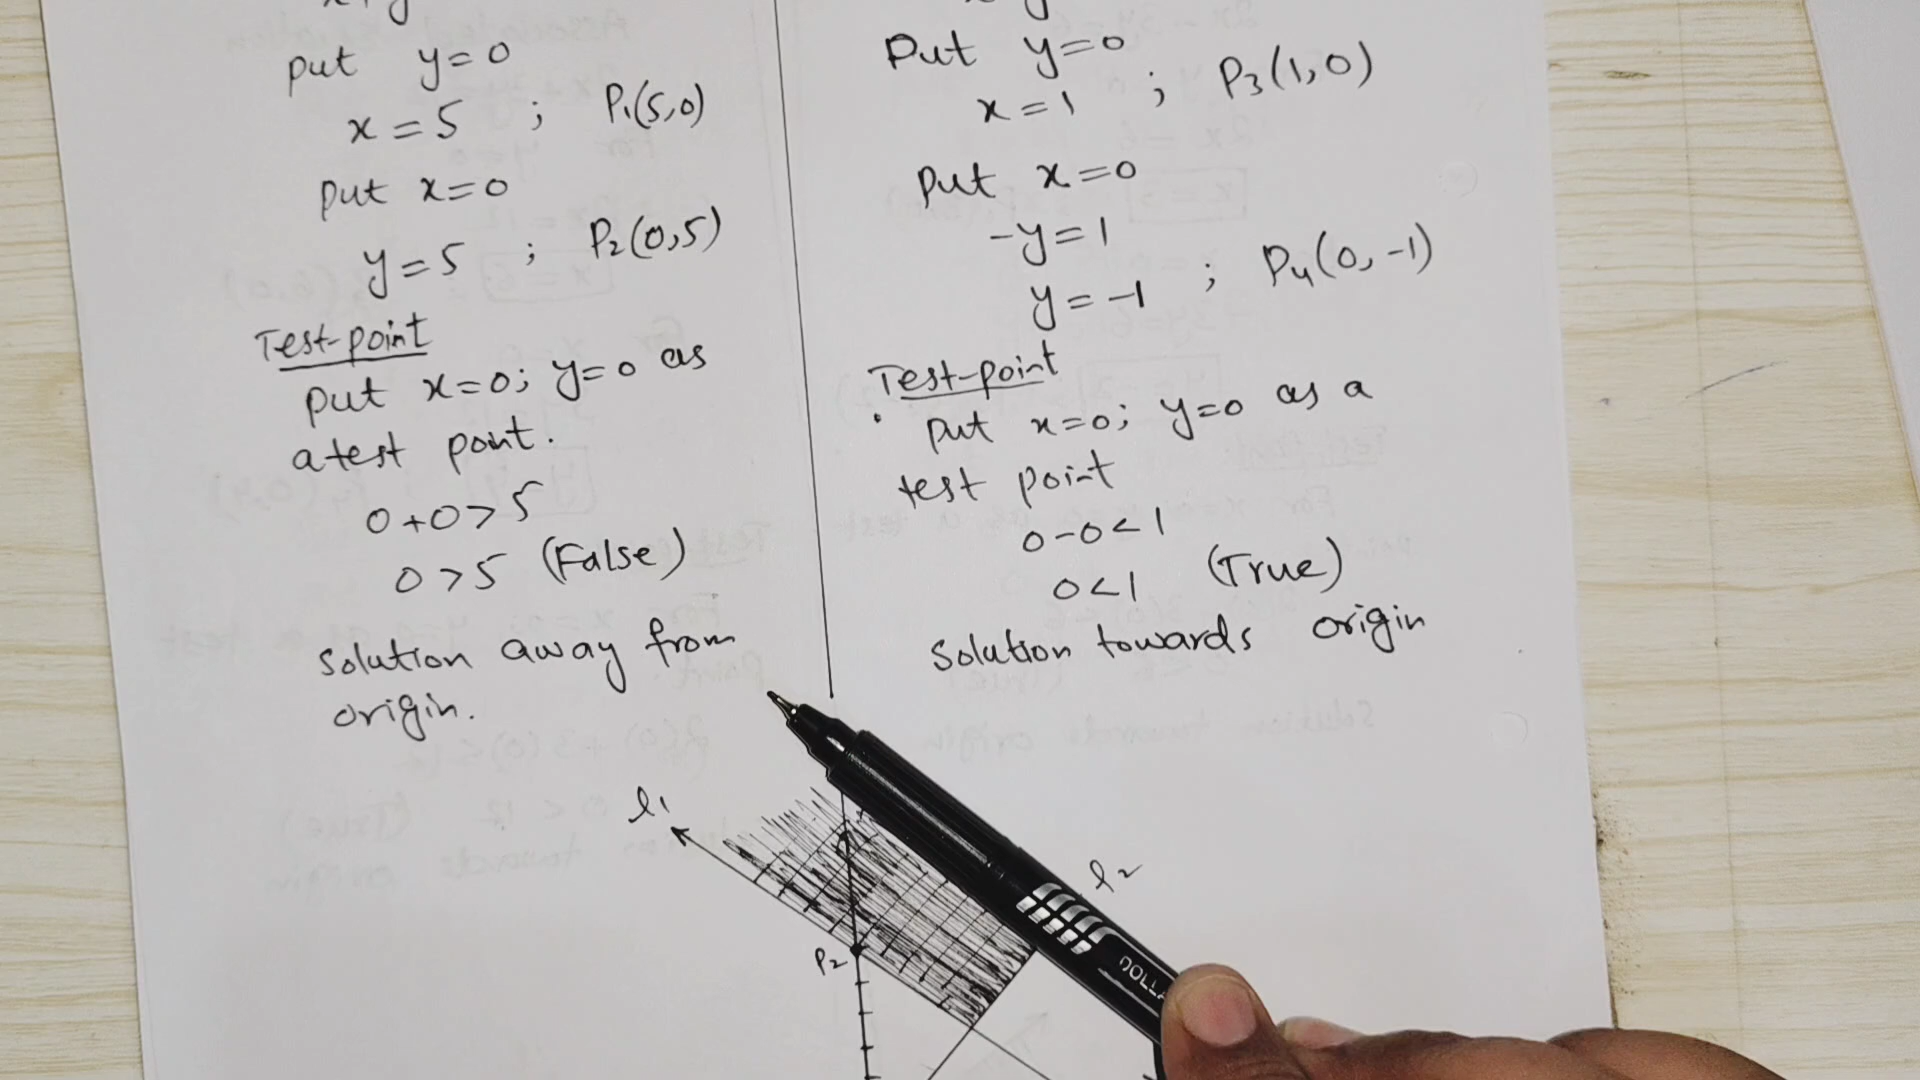 put y=0
x=5 ; P₁(5,0)
put x=0
y=5 ; P₂(0,5)
Test-point
put x=0; y=0 as
a test point.
0+0>5
0>5 (False)
Solution away from
origin.
Put y=0
x=1 ; P₃(1,0)
put x=0
-y=1
y=-1 ; P₄(0,-1)
Test-point
put x=0; y=0 as a
test point
0-0<1
0<1 (True)
Solution towards origin
l₁
l₂
P₂